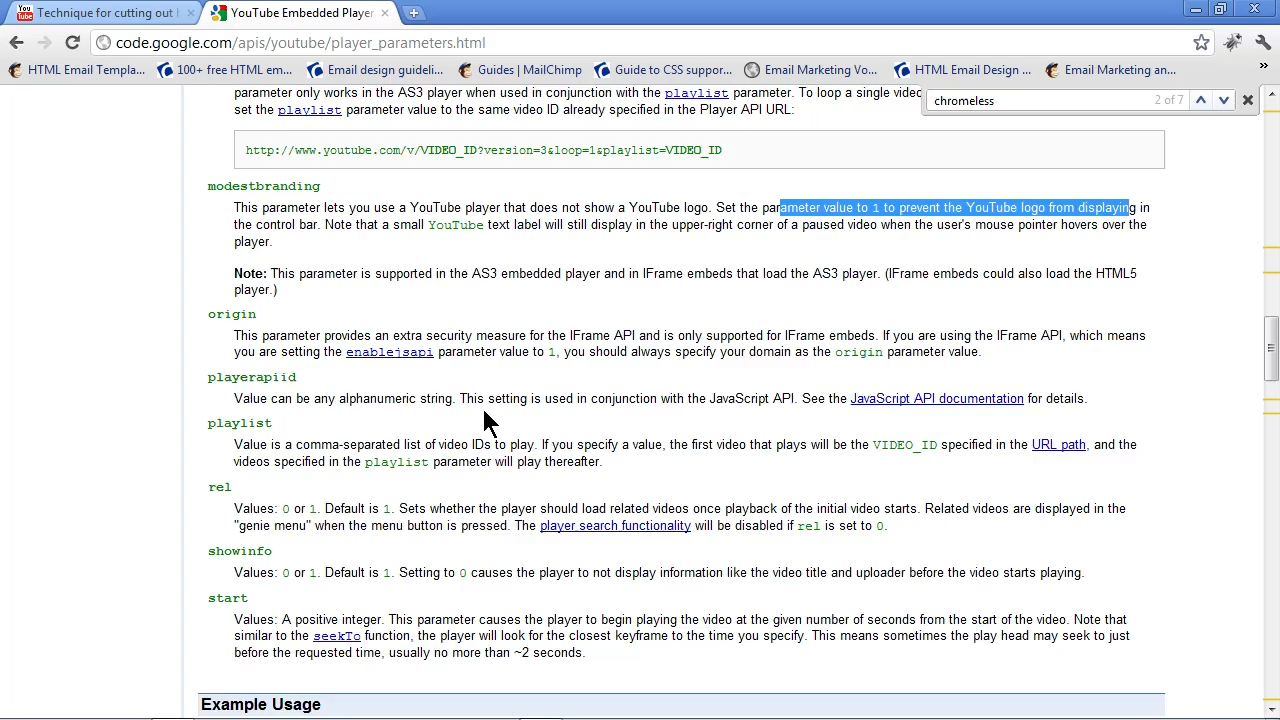 Technique for cutting out
YouTube Embedded Player
code.google.com/apis/youtube/player_parameters.html
HTML Email Templa... 100+ free HTML em... Email design guideli... Guides | MailChimp Guide to CSS suppor... Email Marketing Vo... HTML Email Design ... Email Marketing an... »
chromeless 2 of 7
parameter only works in the AS3 player when used in conjunction with the playlist parameter. To loop a single video
set the playlist parameter value to the same video ID already specified in the Player API URL:
http://www.youtube.com/v/VIDEO_ID?version=3&loop=1&playlist=VIDEO_ID
modestbranding
This parameter lets you use a YouTube player that does not show a YouTube logo. Set the parameter value to 1 to prevent the YouTube logo from displaying in
the control bar. Note that a small YouTube text label will still display in the upper-right corner of a paused video when the user's mouse pointer hovers over the
player.
Note: This parameter is supported in the AS3 embedded player and in IFrame embeds that load the AS3 player. (IFrame embeds could also load the HTML5
player.)
origin
This parameter provides an extra security measure for the IFrame API and is only supported for IFrame embeds. If you are using the IFrame API, which means
you are setting the enablejsapi parameter value to 1, you should always specify your domain as the origin parameter value.
playerapiid
Value can be any alphanumeric string. This setting is used in conjunction with the JavaScript API. See the JavaScript API documentation for details.
playlist
Value is a comma-separated list of video IDs to play. If you specify a value, the first video that plays will be the VIDEO_ID specified in the URL path, and the
videos specified in the playlist parameter will play thereafter.
rel
Values: 0 or 1. Default is 1. Sets whether the player should load related videos once playback of the initial video starts. Related videos are displayed in the
"genie menu" when the menu button is pressed. The player search functionality will be disabled if rel is set to 0.
showinfo
Values: 0 or 1. Default is 1. Setting to 0 causes the player to not display information like the video title and uploader before the video starts playing.
start
Values: A positive integer. This parameter causes the player to begin playing the video at the given number of seconds from the start of the video. Note that
similar to the seekTo function, the player will look for the closest keyframe to the time you specify. This means sometimes the play head may seek to just
before the requested time, usually no more than ~2 seconds.
Example Usage